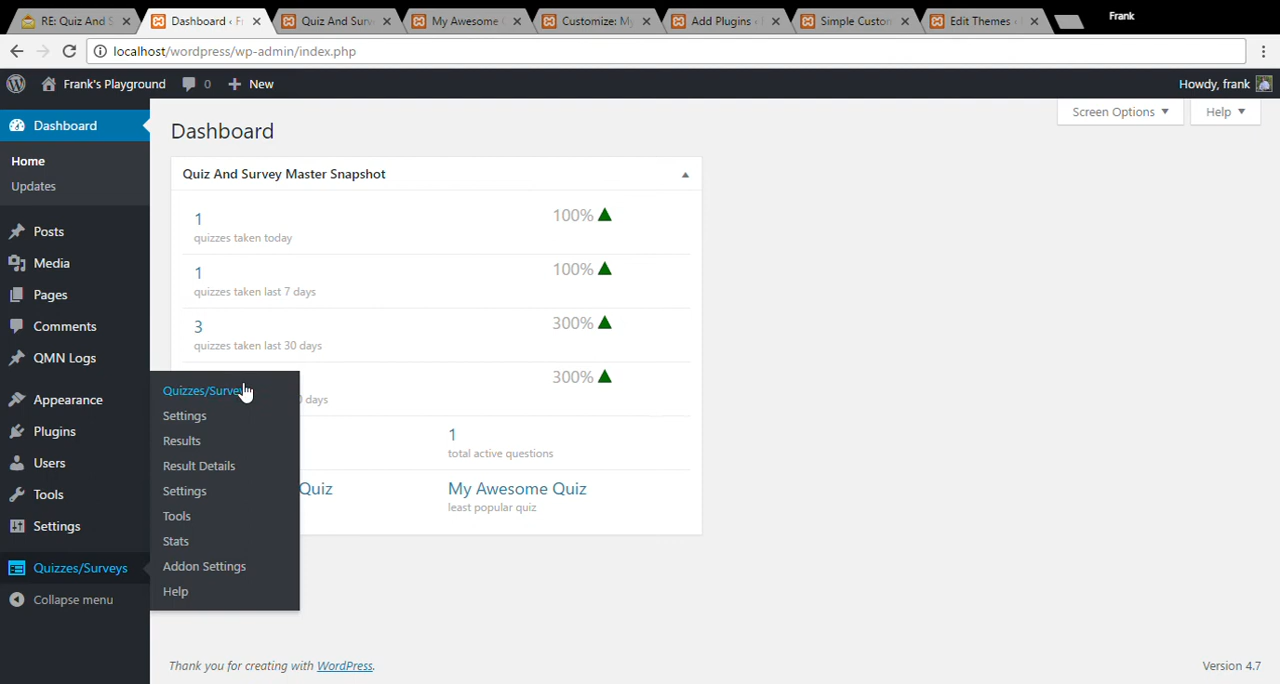 RE: Quiz And S
Dashboard ‹ Fr
Quiz And Surv
My Awesome
Customize: My
Add Plugins ‹
Simple Custom
Edit Themes ‹
Frank
localhost/wordpress/wp-admin/index.php
Frank's Playground 0 New
Howdy, frank
Screen Options
Help
Dashboard
Home
Updates
Posts
Media
Pages
Comments
QMN Logs
Appearance
Plugins
Users
Tools
Settings
Quizzes/Surveys
Collapse menu
Quizzes/Survey
Settings
Results
Result Details
Settings
Tools
Stats
Addon Settings
Help
Dashboard
Quiz And Survey Master Snapshot
1 100%
quizzes taken today
1 100%
quizzes taken last 7 days
3 300%
quizzes taken last 30 days
300%
days
1
total active questions
Quiz
My Awesome Quiz
least popular quiz
Thank you for creating with WordPress.
Version 4.7